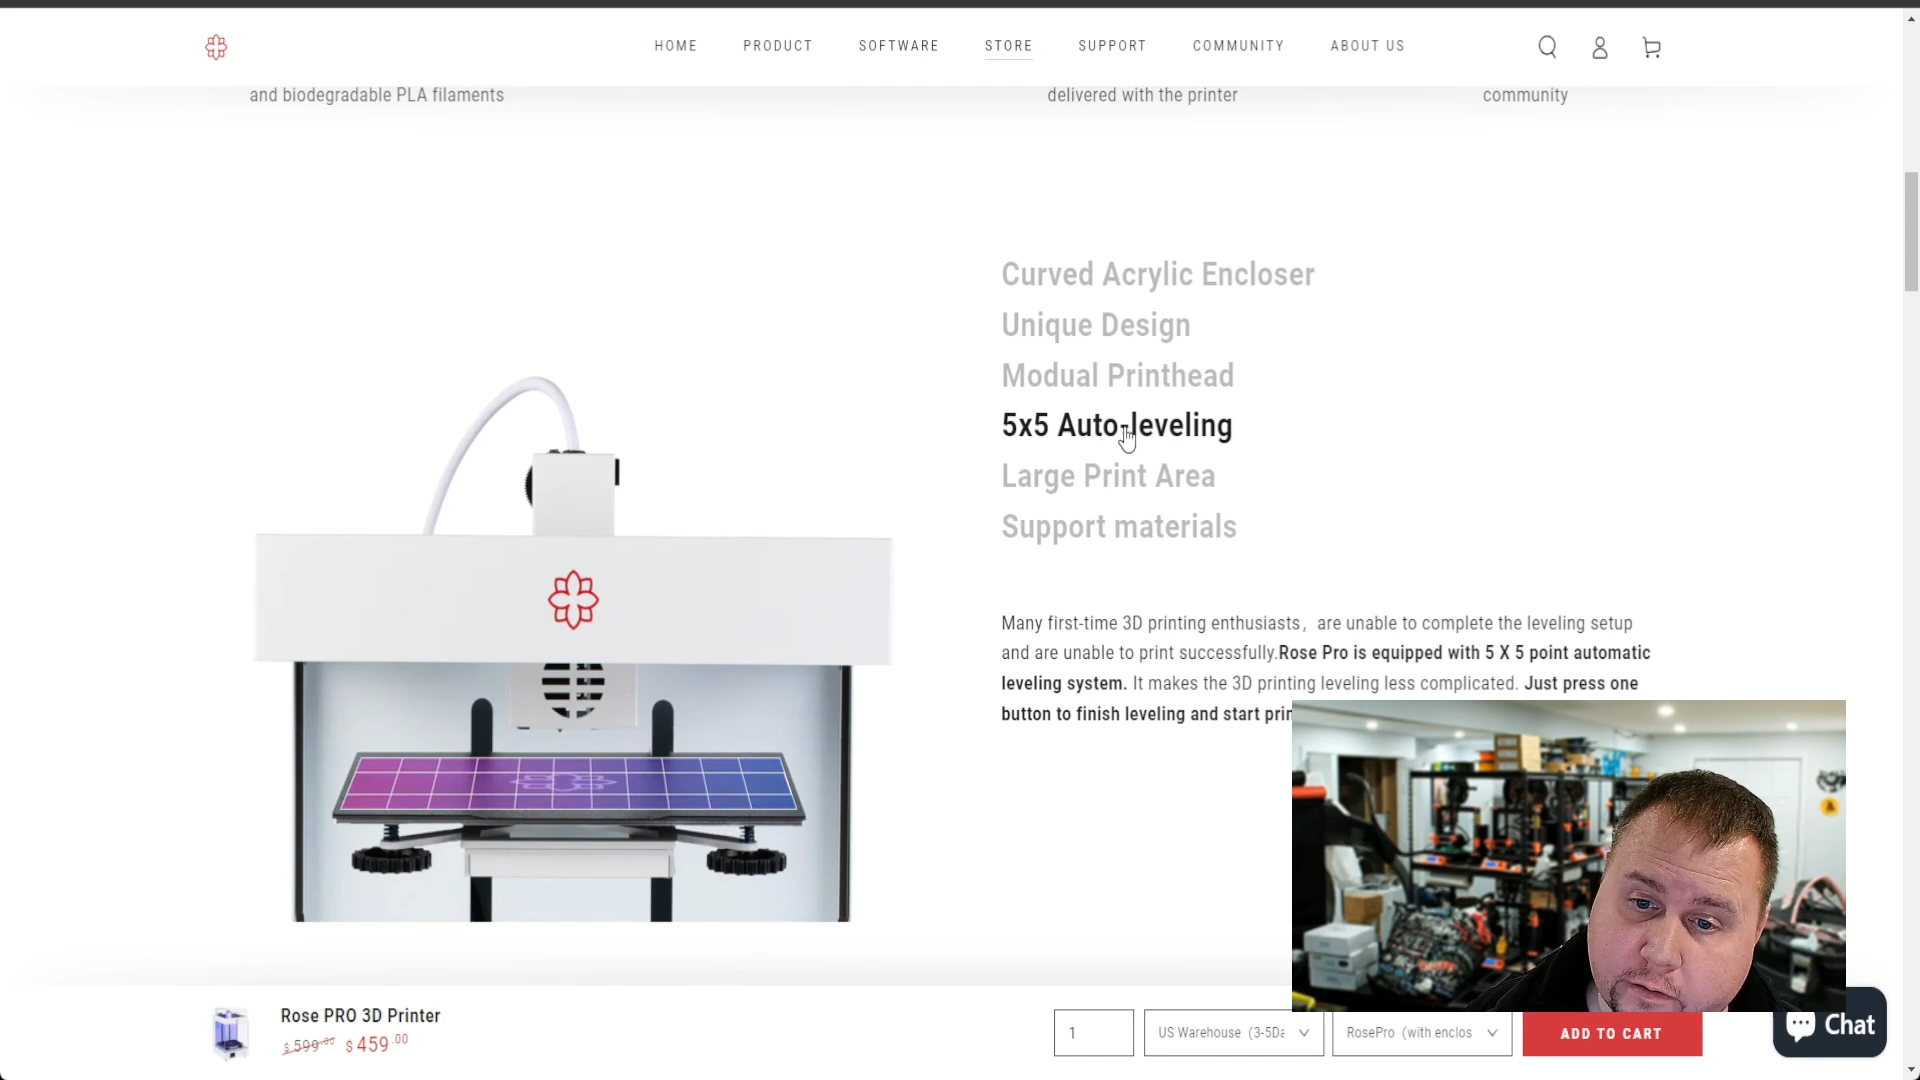 HOME PRODUCT SOFTWARE STORE SUPPORT COMMUNITY ABOUT US
and biodegradable PLA filaments
delivered with the printer
community
Curved Acrylic Encloser
Unique Design
Modual Printhead
5x5 Auto-leveling
Large Print Area
Support materials
Many first-time 3D printing enthusiasts, are unable to complete the leveling setup
and are unable to print successfully.Rose Pro is equipped with 5 X 5 point automatic
leveling system. It makes the 3D printing leveling less complicated. Just press one
button to finish leveling and start prin
Rose PRO 3D Printer
$599.00 $459.00
1
US Warehouse (3-5Da
RosePro (with enclos
ADD TO CART
Chat